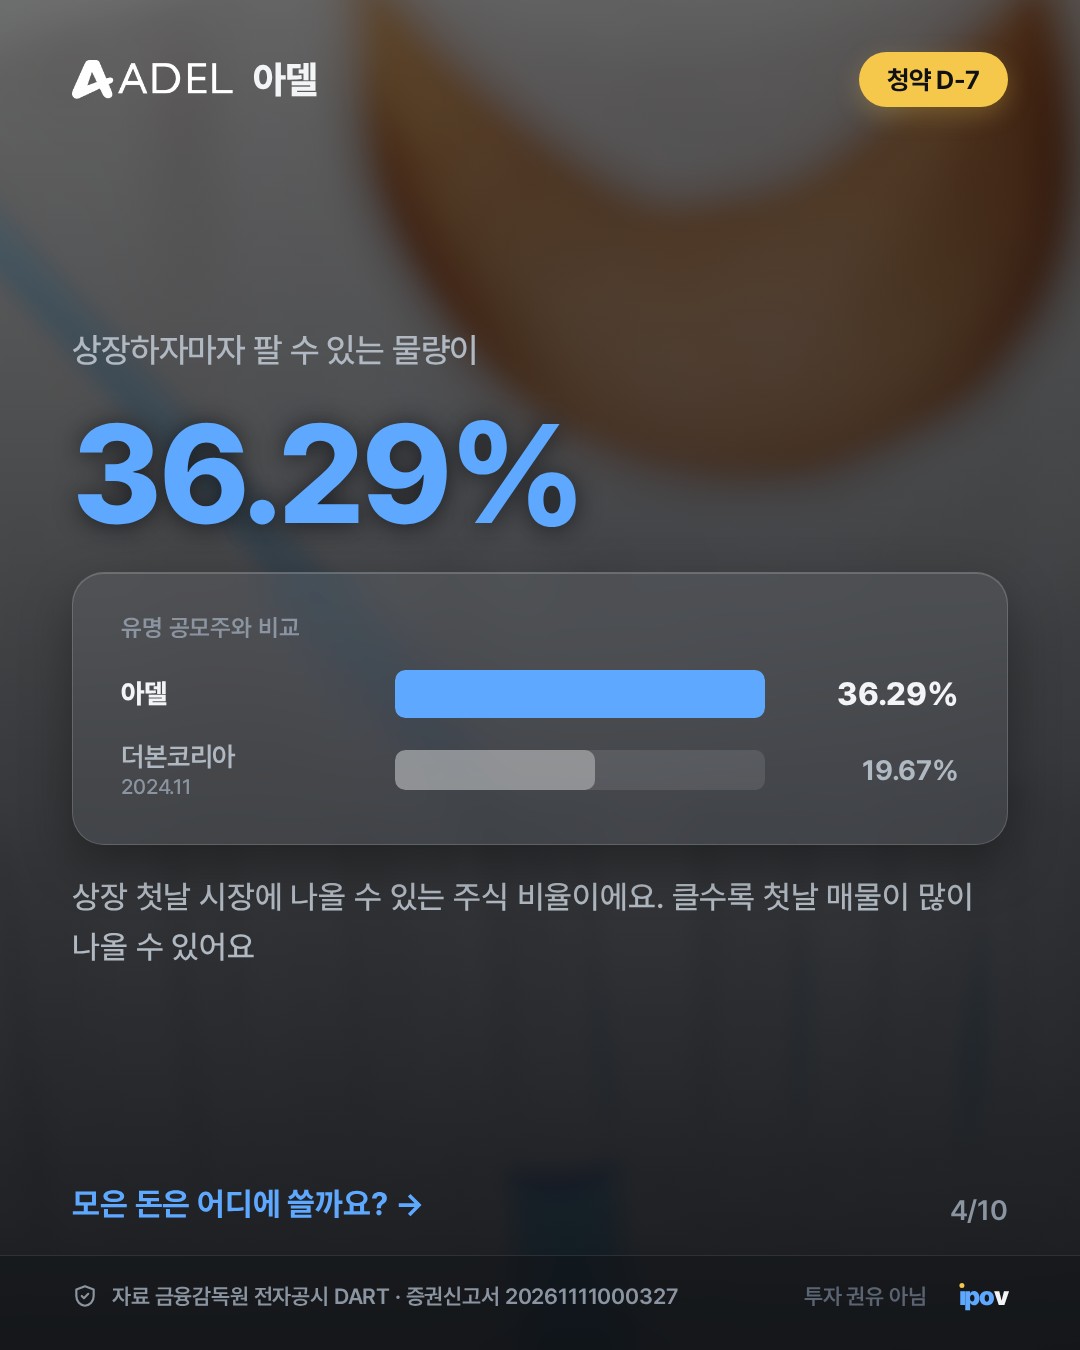 ADEL 아델
청약 D-7
상장하자마자 팔 수 있는 물량이
36.29%
유명 공모주와 비교
아델 36.29%
더본코리아 19.67%
2024.11
상장 첫날 시장에 나올 수 있는 주식 비율이에요. 클수록 첫날 매물이 많이
나올 수 있어요
모은 돈은 어디에 쓸까요? →
4/10
자료 금융감독원 전자공시 DART · 증권신고서 20261111000327
투자 권유 아님 ipov